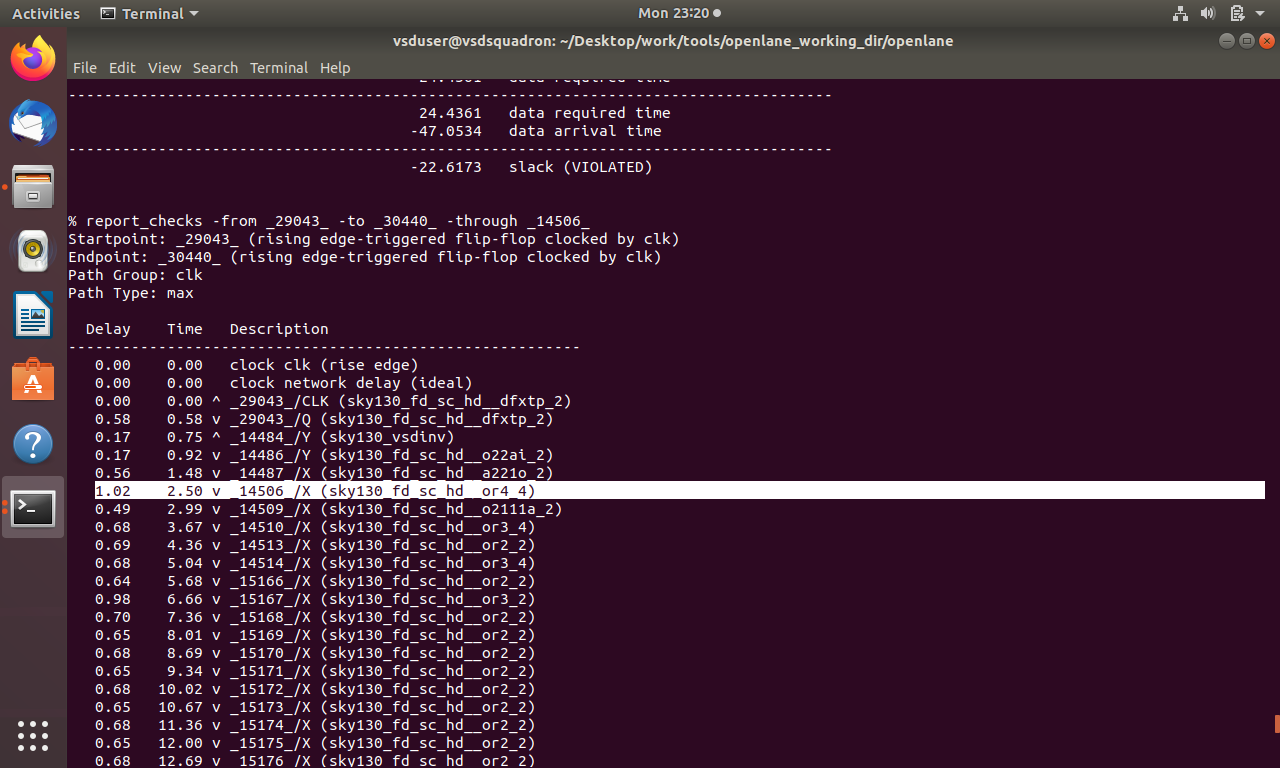 Activities Terminal Mon 23:20
vsduser@vsdsquadron: ~/Desktop/work/tools/openlane_working_dir/openlane
File Edit View Search Terminal Help
-------------------------------------------------------------------------------------
24.4361 data required time
-47.0534 data arrival time
-------------------------------------------------------------------------------------
-22.6173 slack (VIOLATED)
% report_checks -from _29043_ -to _30440_ -through _14506_
Startpoint: _29043_ (rising edge-triggered flip-flop clocked by clk)
Endpoint: _30440_ (rising edge-triggered flip-flop clocked by clk)
Path Group: clk
Path Type: max
Delay Time Description
---------------------------------------------------------
0.00 0.00 clock clk (rise edge)
0.00 0.00 clock network delay (ideal)
0.00 0.00 ^ _29043_/CLK (sky130_fd_sc_hd__dfxtp_2)
0.58 0.58 v _29043_/Q (sky130_fd_sc_hd__dfxtp_2)
0.17 0.75 ^ _14484_/Y (sky130_vsdinv)
0.17 0.92 v _14486_/Y (sky130_fd_sc_hd__o22ai_2)
0.56 1.48 v _14487_/X (sky130_fd_sc_hd__a221o_2)
1.02 2.50 v _14506_/X (sky130_fd_sc_hd__or4_4)
0.49 2.99 v _14509_/X (sky130_fd_sc_hd__o2111a_2)
0.68 3.67 v _14510_/X (sky130_fd_sc_hd__or3_4)
0.69 4.36 v _14513_/X (sky130_fd_sc_hd__or2_2)
0.68 5.04 v _14514_/X (sky130_fd_sc_hd__or3_4)
0.64 5.68 v _15166_/X (sky130_fd_sc_hd__or2_2)
0.98 6.66 v _15167_/X (sky130_fd_sc_hd__or3_2)
0.70 7.36 v _15168_/X (sky130_fd_sc_hd__or2_2)
0.65 8.01 v _15169_/X (sky130_fd_sc_hd__or2_2)
0.68 8.69 v _15170_/X (sky130_fd_sc_hd__or2_2)
0.65 9.34 v _15171_/X (sky130_fd_sc_hd__or2_2)
0.68 10.02 v _15172_/X (sky130_fd_sc_hd__or2_2)
0.65 10.67 v _15173_/X (sky130_fd_sc_hd__or2_2)
0.68 11.36 v _15174_/X (sky130_fd_sc_hd__or2_2)
0.65 12.00 v _15175_/X (sky130_fd_sc_hd__or2_2)
0.68 12.69 v _15176_/X (sky130_fd_sc_hd__or2_2)